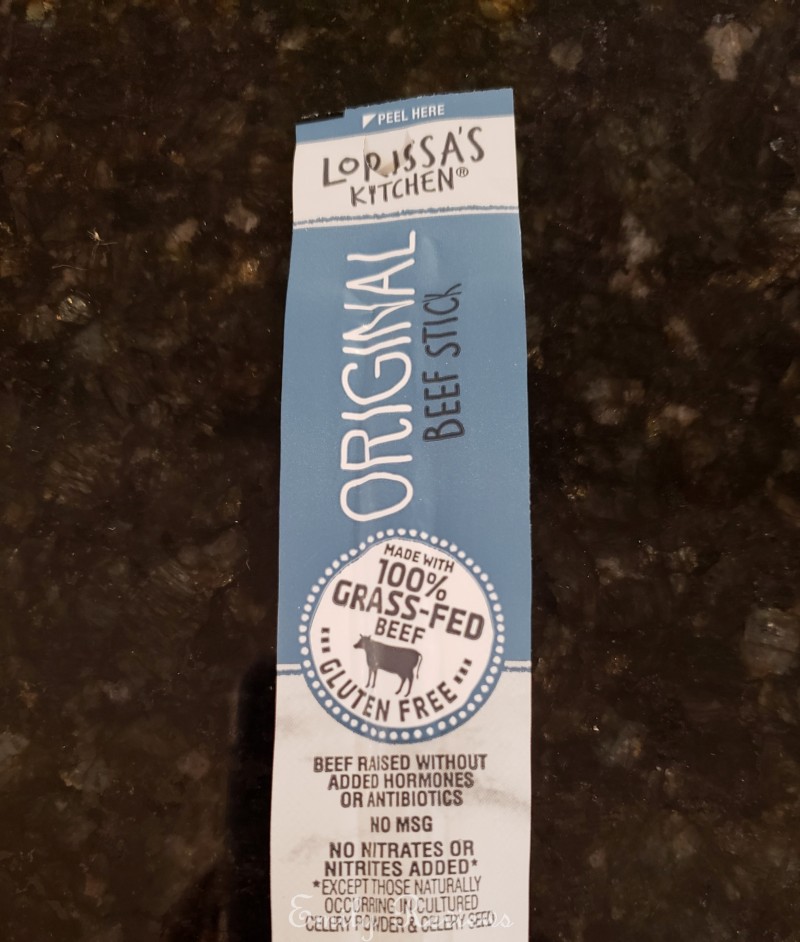 PEEL HERE
LORISSA'S
KITCHEN®
ORIGINAL
BEEF STICK
MADE WITH
100%
GRASS-FED
BEEF
GLUTEN FREE
BEEF RAISED WITHOUT
ADDED HORMONES
OR ANTIBIOTICS
NO MSG
NO NITRATES OR
NITRITES ADDED*
*EXCEPT THOSE NATURALLY
OCCURRING IN CULTURED
CELERY POWDER & CELERY SEED